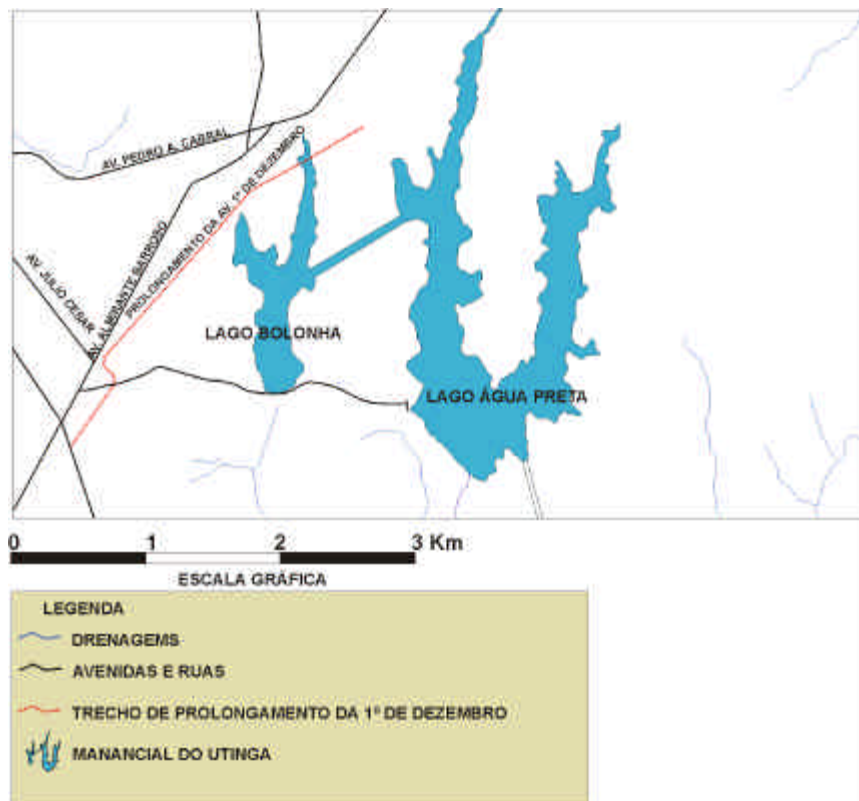 AV. PEDRO A. CABRAL
PROLONGAMENTO DA AV. 1º DE DEZEMBRO
AV. ALMIRANTE BARROSO
AV. JULIO CESAR
LAGO BOLONHA
LAGO ÁGUA PRETA
0 1 2 3 Km
ESCALA GRÁFICA
LEGENDA
DRENAGEMS
AVENIDAS E RUAS
TRECHO DE PROLONGAMENTO DA 1º DE DEZEMBRO
MANANCIAL DO UTINGA